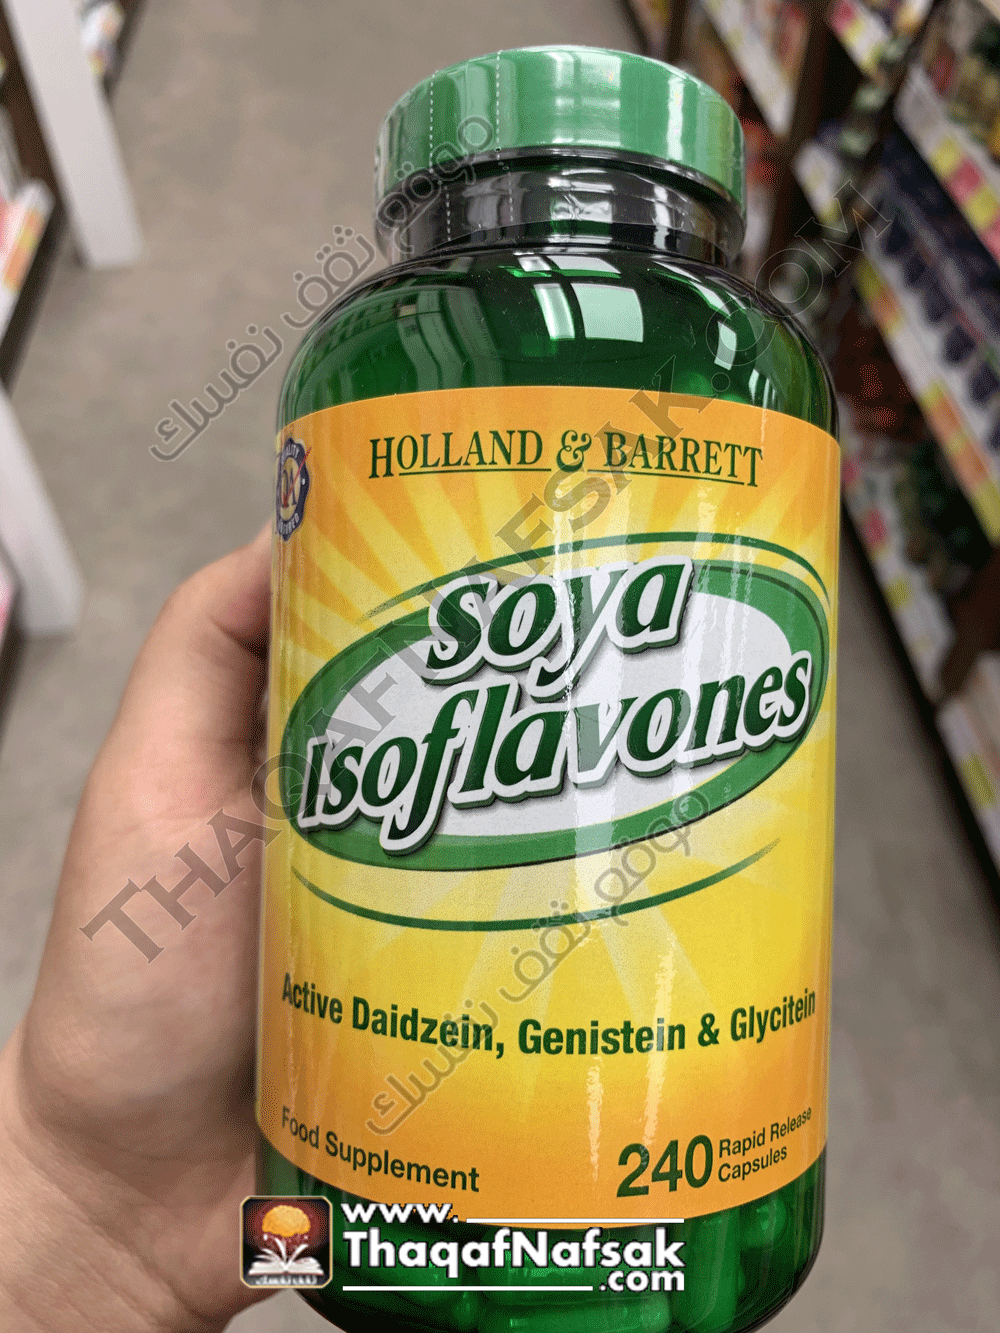 HOLLAND & BARRETT
Soya
Isoflavones
Active Daidzein, Genistein & Glycitein
Food Supplement
240 Rapid Release
Capsules
موقع ثقف نفسك
THAQAFNAFSAK.COM
موقع ثقف نفسك
www.
ThaqafNafsak
.com